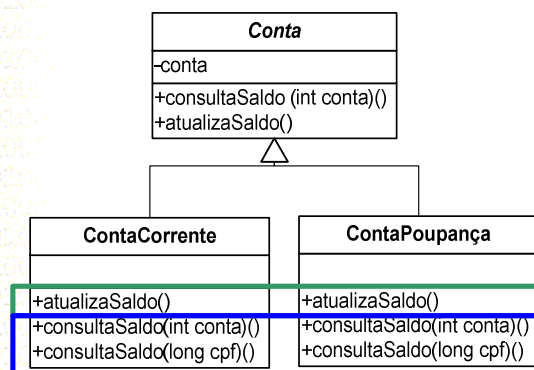 Conta
-conta
+consultaSaldo (int conta)()
+atualizaSaldo()
ContaCorrente
+atualizaSaldo()
+consultaSaldo(int conta)()
+consultaSaldo(long cpf)()
ContaPoupança
+atualizaSaldo()
+consultaSaldo(int conta)()
+consultaSaldo(long cpf)()